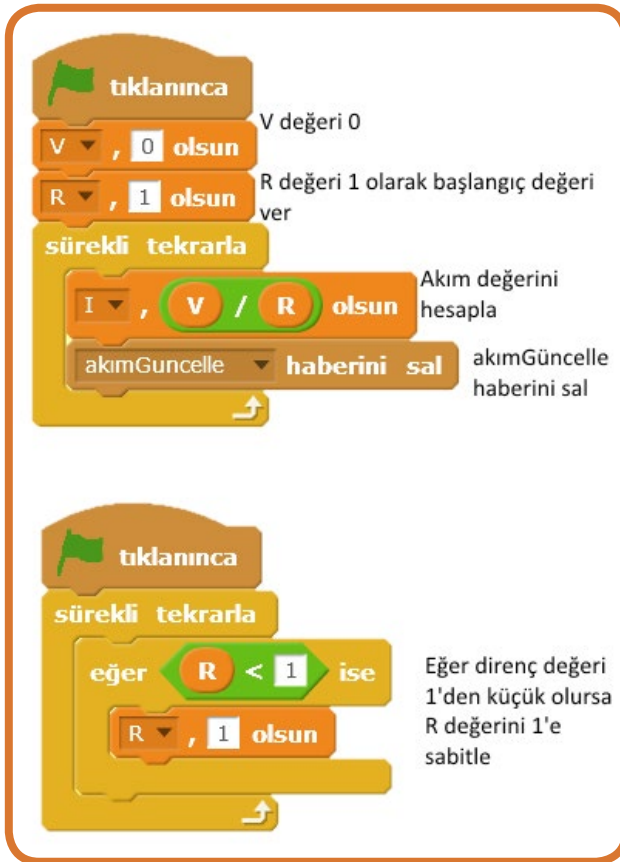 tıklanınca
V , 0 olsun
V değeri 0
R , 1 olsun
R değeri 1 olarak başlangıç değeri
ver
sürekli tekrarla
I , V / R olsun
Akım değerini
hesapla
akımGuncelle haberini sal
akımGüncelle
haberini sal
tıklanınca
sürekli tekrarla
eğer R < 1 ise
R , 1 olsun
Eğer direnç değeri
1'den küçük olursa
R değerini 1'e
sabitle